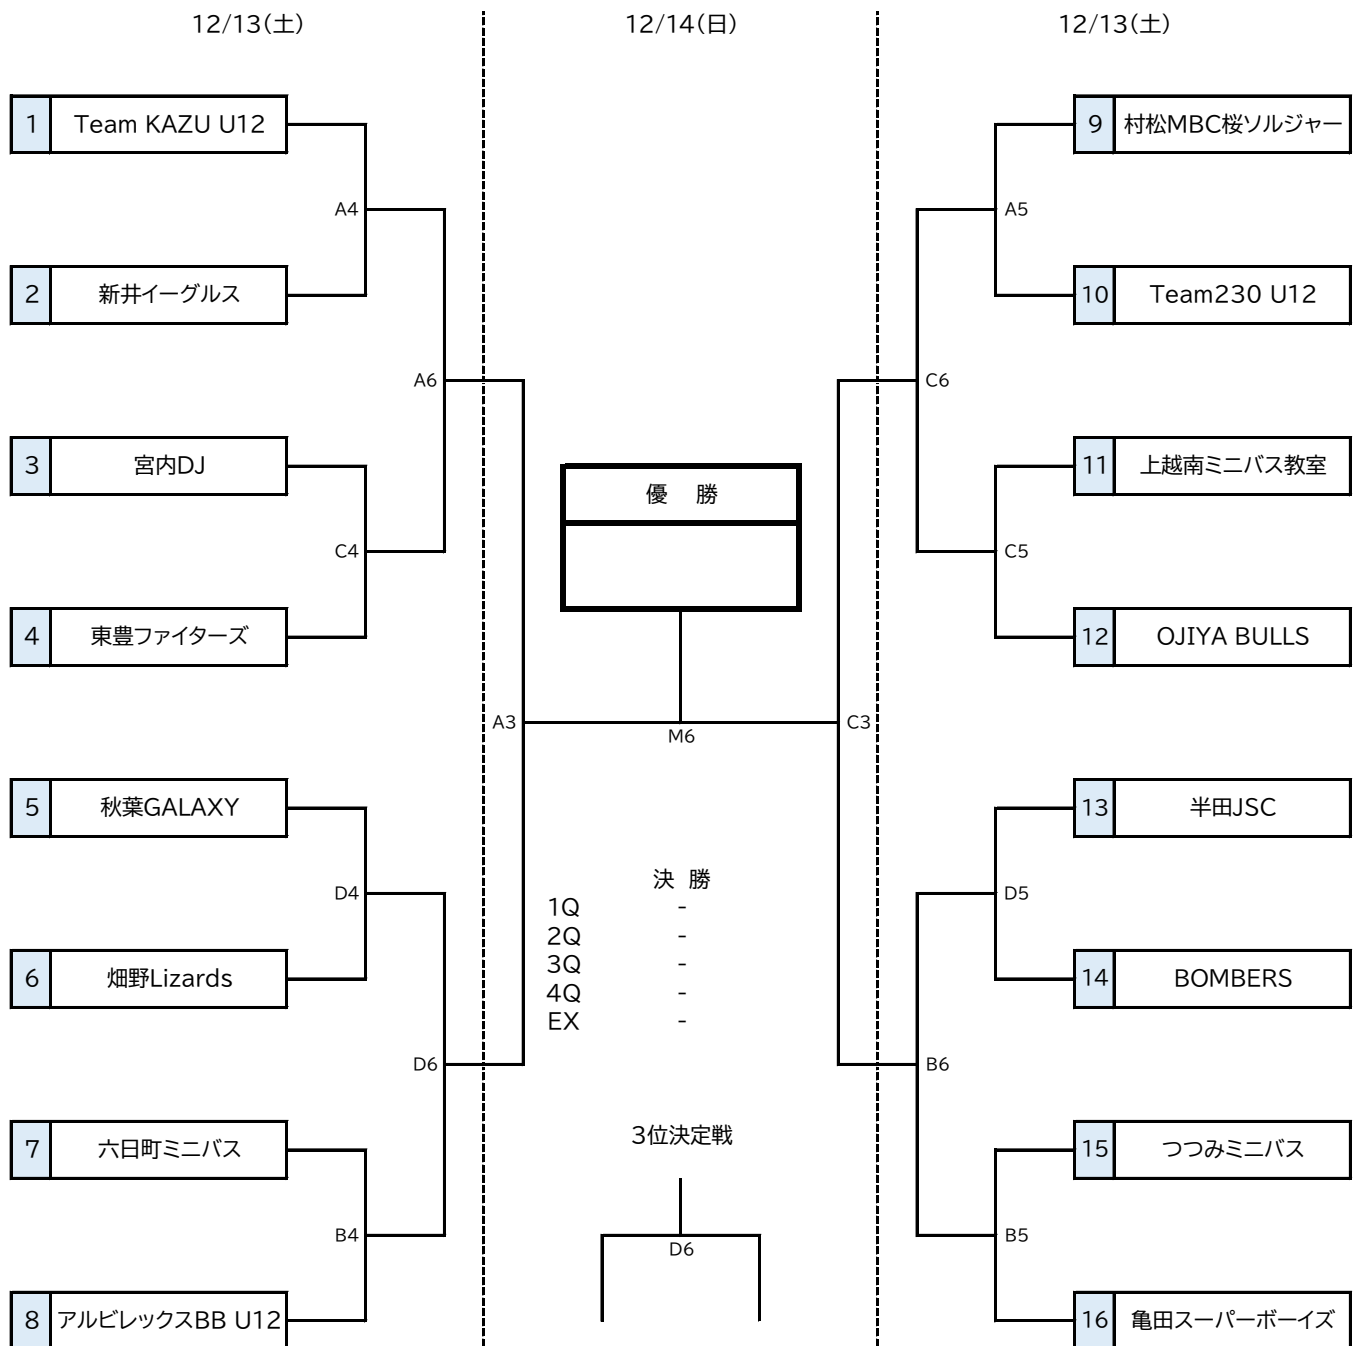 12/13(土)
12/14(日)
12/13(土)
1 Team KAZU U12
9 村松MBC桜ソルジャー
A4
A5
2 新井イーグルス
10 Team230 U12
A6
C6
3 宮内DJ
11 上越南ミニバス教室
優 勝
C4
C5
4 東豊ファイターズ
12 OJIYA BULLS
A3
M6
C3
5 秋葉GALAXY
13 半田JSC
決 勝
D4
D5
1Q -
2Q -
3Q -
4Q -
EX -
6 畑野Lizards
14 BOMBERS
D6
B6
3位決定戦
7 六日町ミニバス
15 つつみミニバス
B4
D6
B5
8 アルビレックスBB U12
16 亀田スーパーボーイズ